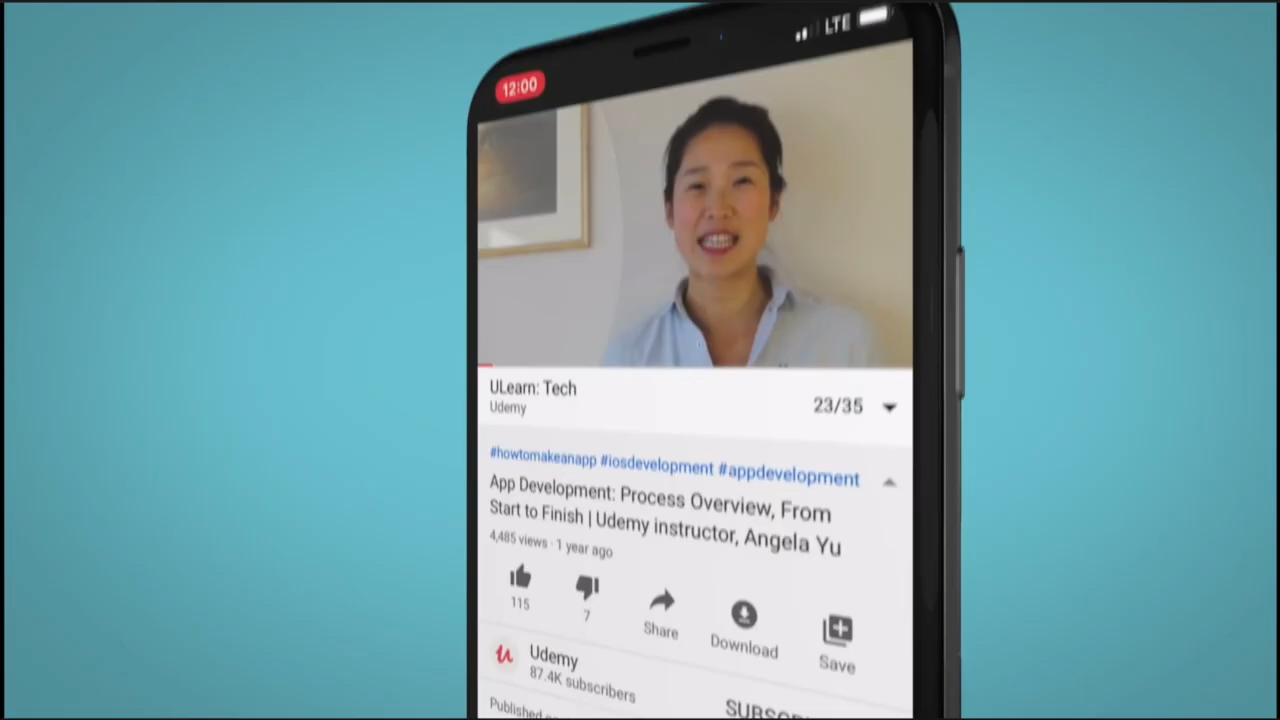 12:00
LTE
ULearn: Tech
Udemy
23/35
#howtomakeanapp #iosdevelopment #appdevelopment
App Development: Process Overview, From
Start to Finish | Udemy instructor, Angela Yu
4,485 views · 1 year ago
115
7
Share
Download
Save
Udemy
87.4K subscribers
Published